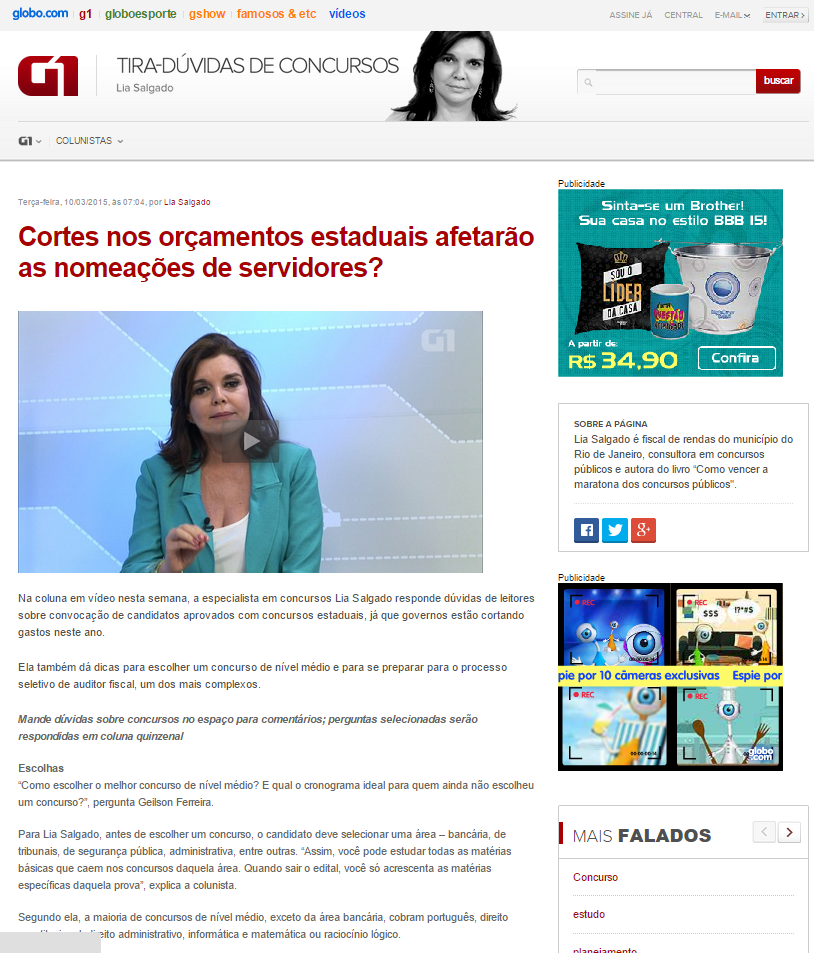 globo.com g1 globoesporte gshow famosos & etc vídeos
ASSINE JÁ CENTRAL E-MAIL ENTRAR
G1
TIRA-DÚVIDAS DE CONCURSOS
Lia Salgado
buscar
G1 COLUNISTAS
Terça-feira, 10/03/2015, às 07:04, por Lia Salgado
Cortes nos orçamentos estaduais afetarão
as nomeações de servidores?
G1
Na coluna em vídeo nesta semana, a especialista em concursos Lia Salgado responde dúvidas de leitores
sobre convocação de candidatos aprovados com concursos estaduais, já que governos estão cortando
gastos neste ano.
Ela também dá dicas para escolher um concurso de nível médio e para se preparar para o processo
seletivo de auditor fiscal, um dos mais complexos.
Mande dúvidas sobre concursos no espaço para comentários; perguntas selecionadas serão
respondidas em coluna quinzenal
Escolhas
“Como escolher o melhor concurso de nível médio? E qual o cronograma ideal para quem ainda não escolheu
um concurso?”, pergunta Geilson Ferreira.
Para Lia Salgado, antes de escolher um concurso, o candidato deve selecionar uma área – bancária, de
tribunais, de segurança pública, administrativa, entre outras. “Assim, você pode estudar todas as matérias
básicas que caem nos concursos daquela área. Quando sair o edital, você só acrescenta as matérias
específicas daquela prova”, explica a colunista.
Segundo ela, a maioria de concursos de nível médio, exceto da área bancária, cobram português, direito
administrativo, informática e matemática ou raciocínio lógico.
Publicidade
Sinta-se um Brother!
Sua casa no estilo BBB 15!
SOU O
LÍDER
DA CASA
A partir de:
R$ 34,90
Confira
SOBRE A PÁGINA
Lia Salgado é fiscal de rendas do município do
Rio de Janeiro, consultora em concursos
públicos e autora do livro “Como vencer a
maratona dos concursos públicos”.
Publicidade
REC REC
$$$ !?*#$
pie por 10 câmeras exclusivas Espie por
REC REC
globo
.com
MAIS FALADOS
Concurso
estudo
planejamento